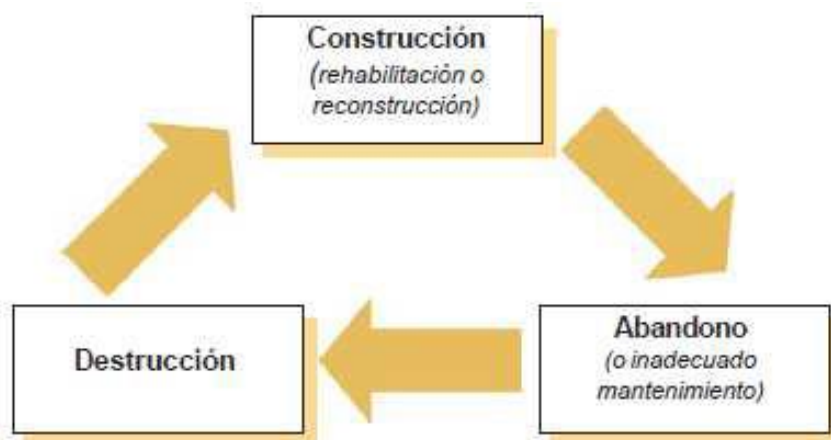 Construcción
(rehabilitación o
reconstrucción)
Abandono
(o inadecuado
mantenimiento)
Destrucción